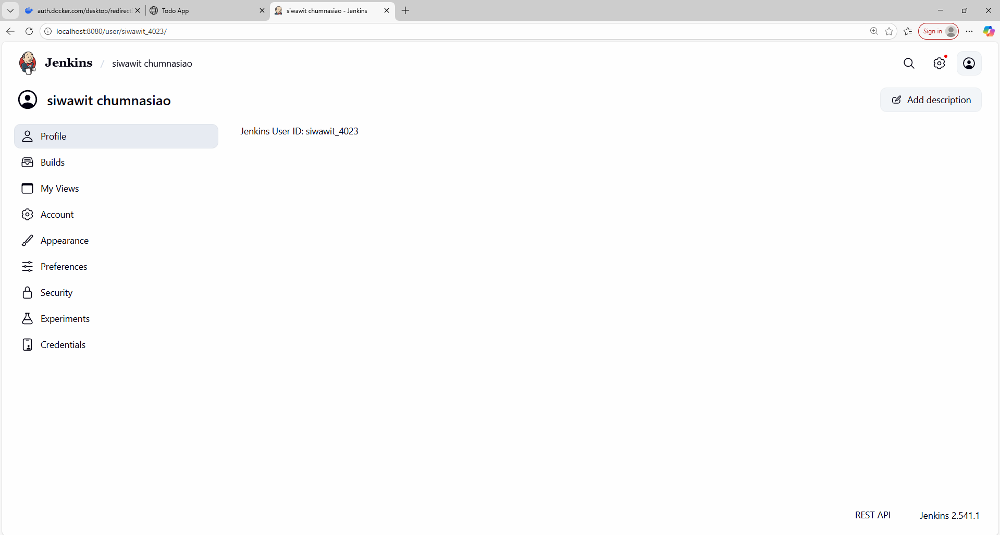 auth.docker.com/desktop/redirect
Todo App
siwawit chumnasiao - Jenkins
localhost:8080/user/siwawit_4023/
Sign in
Jenkins / siwawit chumnasiao
siwawit chumnasiao
Add description
Profile
Jenkins User ID: siwawit_4023
Builds
My Views
Account
Appearance
Preferences
Security
Experiments
Credentials
REST API
Jenkins 2.541.1